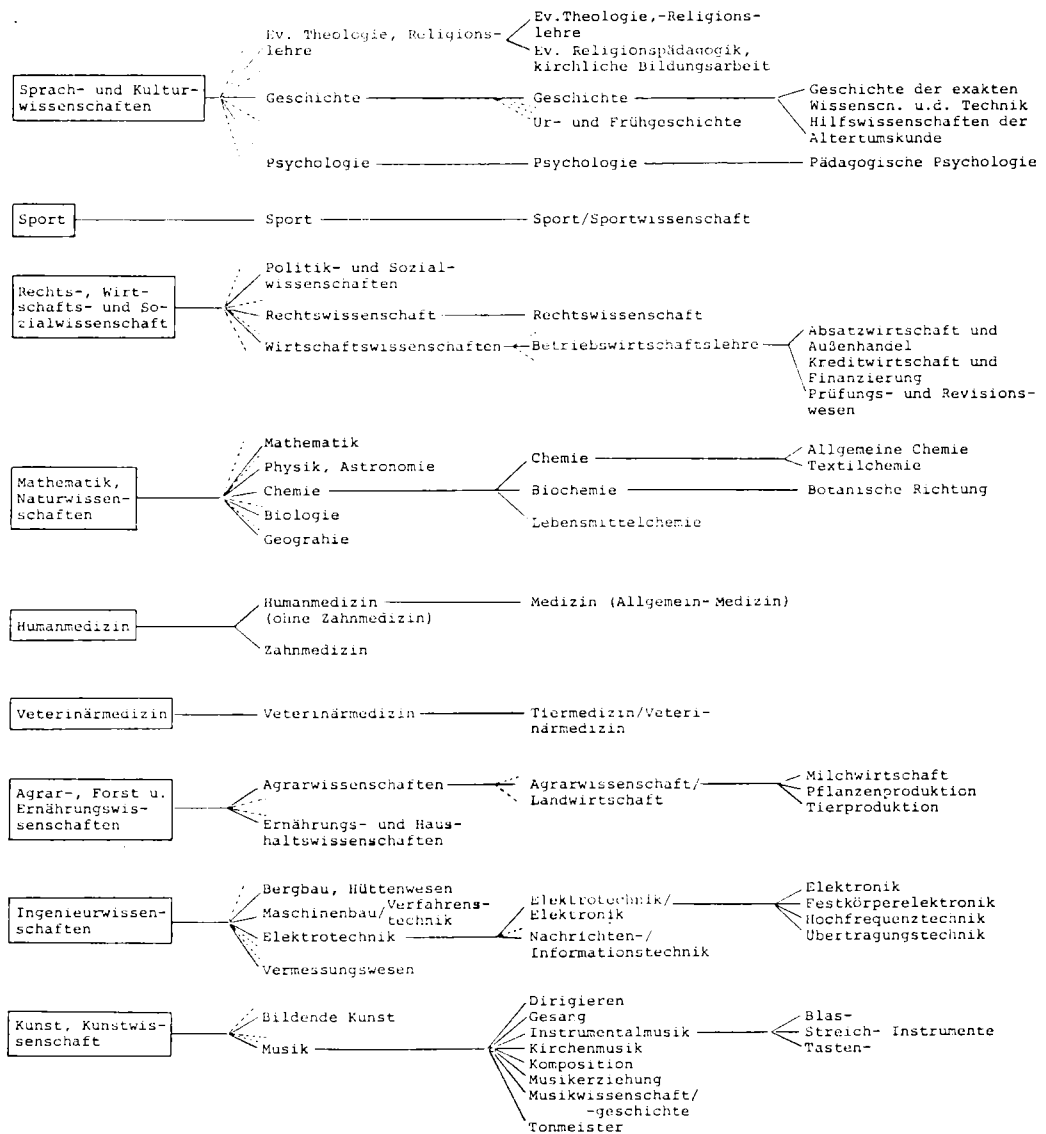 Ev. Theologie, Religions-
lehre
Ev.Theologie,-Religions-
lehre
Ev. Religionspädagogik,
kirchliche Bildungsarbeit
Sprach- und Kultur-
wissenschaften
Geschichte
Geschichte
Ur- und Frühgeschichte
Geschichte der exakten
Wissenscn. u.d. Technik
Hilfswissenschaften der
Altertumskunde
Psychologie
Psychologie
Pädagogische Psychologie
Sport
Sport
Sport/Sportwissenschaft
Rechts-, Wirt-
schafts- und So-
zialwissenschaft
Politik- und Sozial-
wissenschaften
Rechtswissenschaft
Rechtswissenschaft
Wirtschaftswissenschaften
Betriebswirtschaftslehre
Absatzwirtschaft und
Außenhandel
Kreditwirtschaft und
Finanzierung
Prüfungs- und Revisions-
wesen
Mathematik,
Naturwissen-
schaften
Mathematik
Physik, Astronomie
Chemie
Biologie
Geograhie
Chemie
Biochemie
Lebensmittelchemie
Allgemeine Chemie
Textilchemie
Botanische Richtung
Humanmedizin
Humanmedizin
(ohne Zahnmedizin)
Zahnmedizin
Medizin (Allgemein-Medizin)
Veterinärmedizin
Veterinärmedizin
Tiermedizin/Veteri-
närmedizin
Agrar-, Forst u.
Ernährungswis-
senschaften
Agrarwissenschaften
Ernährungs- und Haus-
haltswissenschaften
Agrarwissenschaft/
Landwirtschaft
Milchwirtschaft
Pflanzenproduktion
Tierproduktion
Ingenieurwissen-
schaften
Bergbau, Hüttenwesen
Maschinenbau/Verfahrens-
technik
Elektrotechnik
Vermessungswesen
Elektrotechnik/
Elektronik
Nachrichten-/
Informationstechnik
Elektronik
Festkörperelektronik
Hochfrequenztechnik
Übertragungstechnik
Kunst, Kunstwis-
senschaft
Bildende Kunst
Musik
Dirigieren
Gesang
Instrumentalmusik
Kirchenmusik
Komposition
Musikerziehung
Musikwissenschaft/
-geschichte
Tonmeister
Blas-
Streich- Instrumente
Tasten-